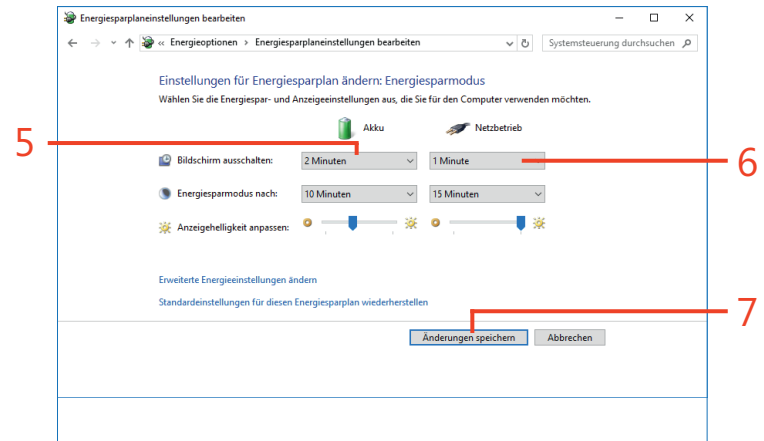 Energiesparplaneinstellungen bearbeiten
« Energieoptionen > Energiesparplaneinstellungen bearbeiten
Systemsteuerung durchsuchen
Einstellungen für Energiesparplan ändern: Energiesparmodus
Wählen Sie die Energiespar- und Anzeigeeinstellungen aus, die Sie für den Computer verwenden möchten.
Akku Netzbetrieb
5
Bildschirm ausschalten: 2 Minuten 1 Minute
6
Energiesparmodus nach: 10 Minuten 15 Minuten
Anzeigehelligkeit anpassen:
Erweiterte Energieeinstellungen ändern
Standardeinstellungen für diesen Energiesparplan wiederherstellen
7
Änderungen speichern Abbrechen